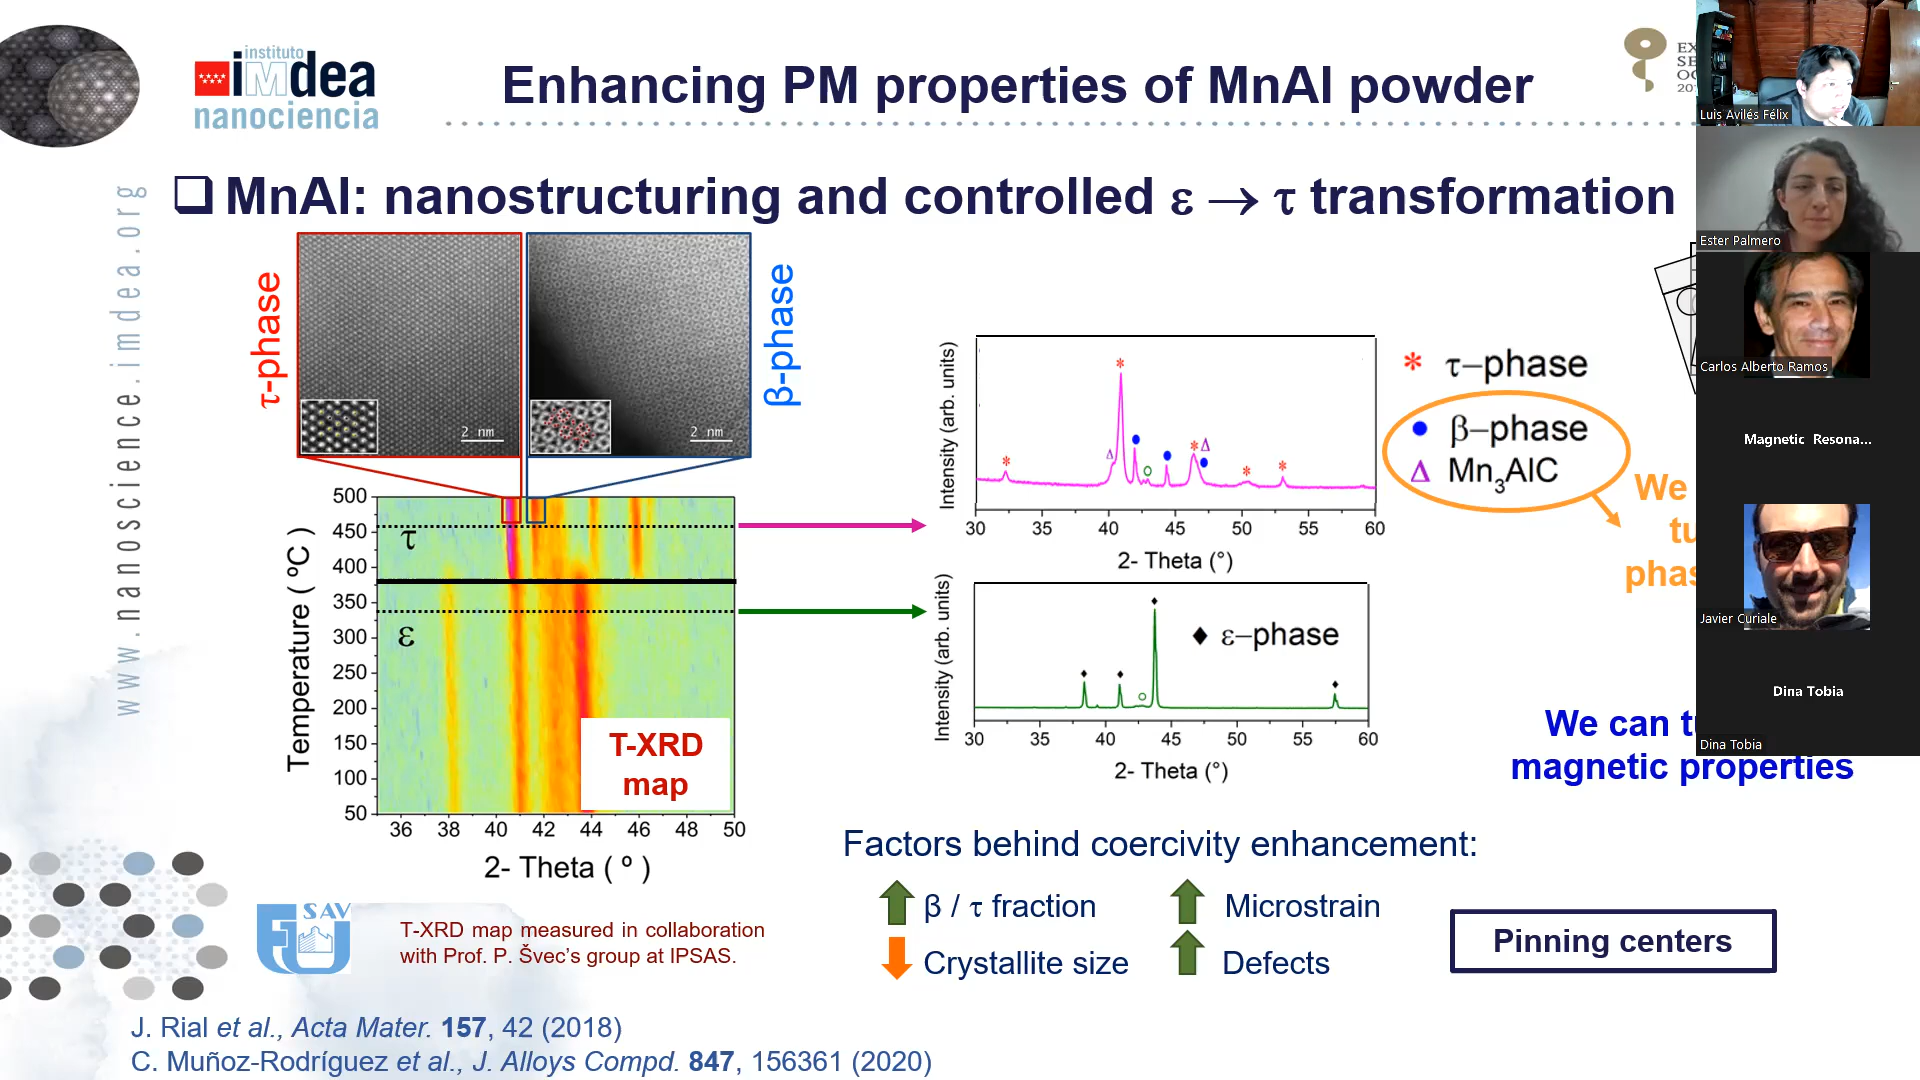 instituto
imdea
nanociencia
Enhancing PM properties of MnAl powder
EX
SE
OC
20
MnAl: nanostructuring and controlled ε → τ transformation
www.nanoscience.imdea.org
τ-phase
2 nm
2 nm
β-phase
Temperature ( ºC )
500
450
400
350
300
250
200
150
100
50
τ
ε
T-XRD
map
36 38 40 42 44 46 48 50
2- Theta ( º )
Intensity (arb. units)
* * * * *
Δ Δ
30 35 40 45 50 55 60
2- Theta (°)
* τ−phase
β−phase
Δ Mn3AlC
Intensity (arb. units)
♦ ε−phase
30 35 40 45 50 55 60
2- Theta (°)
We
tu
phas
We can t
magnetic properties
Factors behind coercivity enhancement:
β / τ fraction
Microstrain
Crystallite size
Defects
Pinning centers
SAV
T-XRD map measured in collaboration
with Prof. P. Švec's group at IPSAS.
J. Rial et al., Acta Mater. 157, 42 (2018)
C. Muñoz-Rodríguez et al., J. Alloys Compd. 847, 156361 (2020)
Luis Avilés Félix
Ester Palmero
Carlos Alberto Ramos
Magnetic Resona...
Javier Curiale
Dina Tobia
Dina Tobia